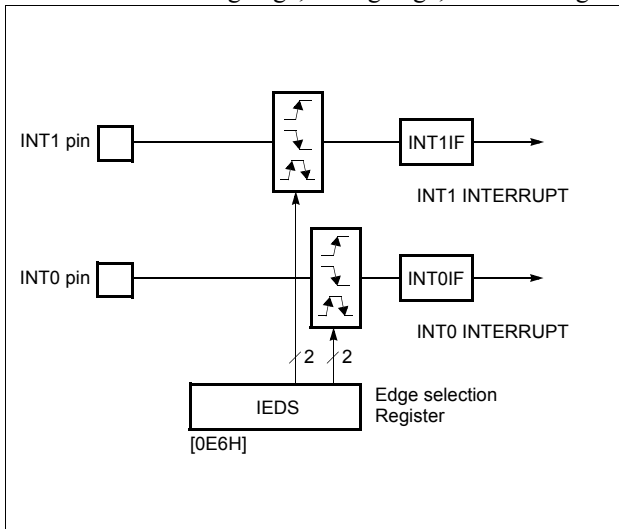 INT1 pin
INT1IF
INT1 INTERRUPT
INT0 pin
INT0IF
INT0 INTERRUPT
2
2
IEDS
Edge selection
Register
[0E6H]